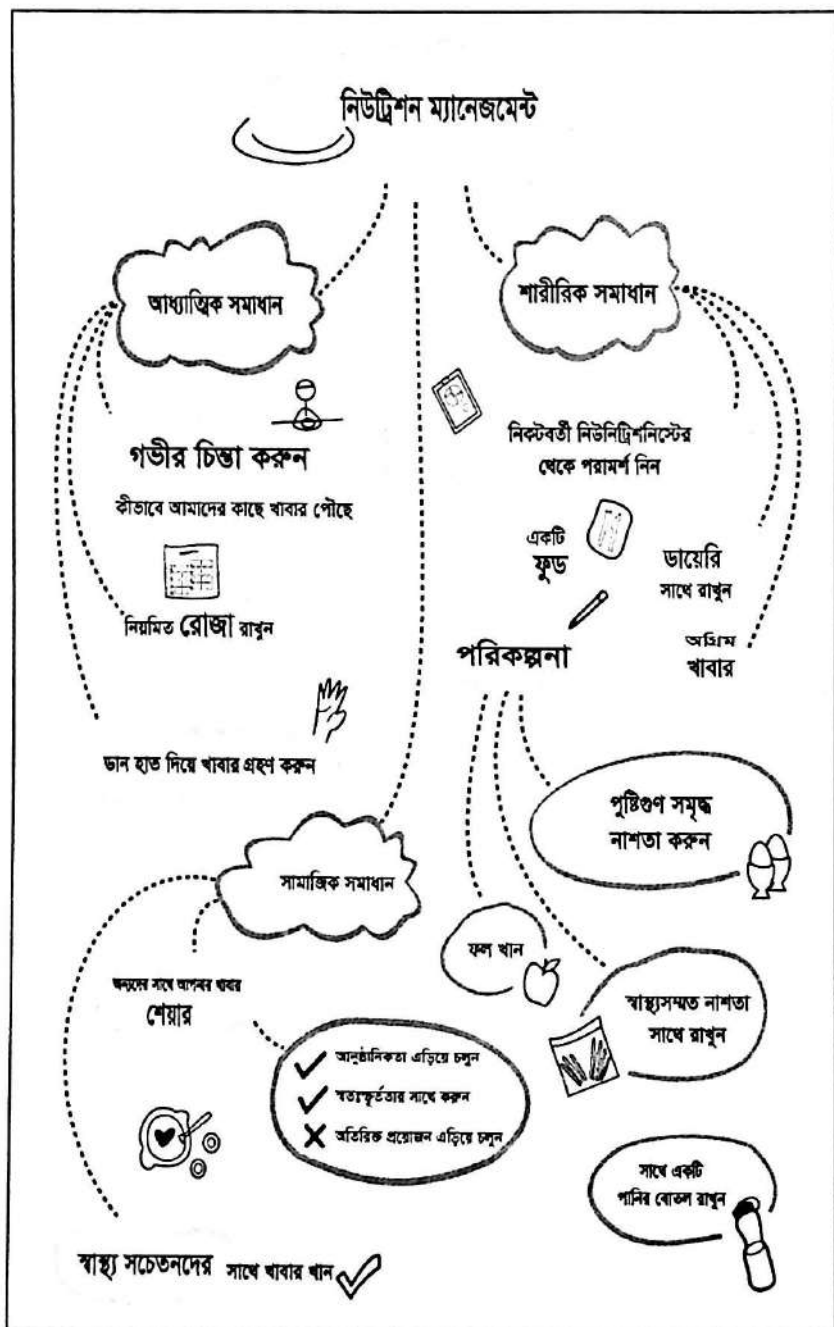 নিউট্রিশন ম্যানেজমেন্ট
আধ্যাত্মিক সমাধান
গভীর চিন্তা করুন
কীভাবে আমাদের কাছে খাবার পৌছে
নিয়মিত রোজা রাখুন
ডান হাত দিয়ে খাবার গ্রহণ করুন
শারীরিক সমাধান
নিকটবর্তী নিউনিট্রিশনিস্টের
থেকে পরামর্শ নিন
একটি
ফুড
ডায়েরি
সাথে রাখুন
অগ্রিম
খাবার
পরিকল্পনা
পুষ্টিগুণ সমৃদ্ধ
নাশতা করুন
ফল খান
স্বাস্থ্যসম্মত নাশতা
সাথে রাখুন
সাথে একটি
পানির বোতল রাখুন
সামাজিক সমাধান
অন্যদের সাথে আপনার খাবার
শেয়ার
আনুষ্ঠানিকতা এড়িয়ে চলুন
স্বতঃস্ফূর্ততার সাথে করুন
অতিরিক্ত প্রয়োজন এড়িয়ে চলুন
স্বাস্থ্য সচেতনদের সাথে খাবার খান